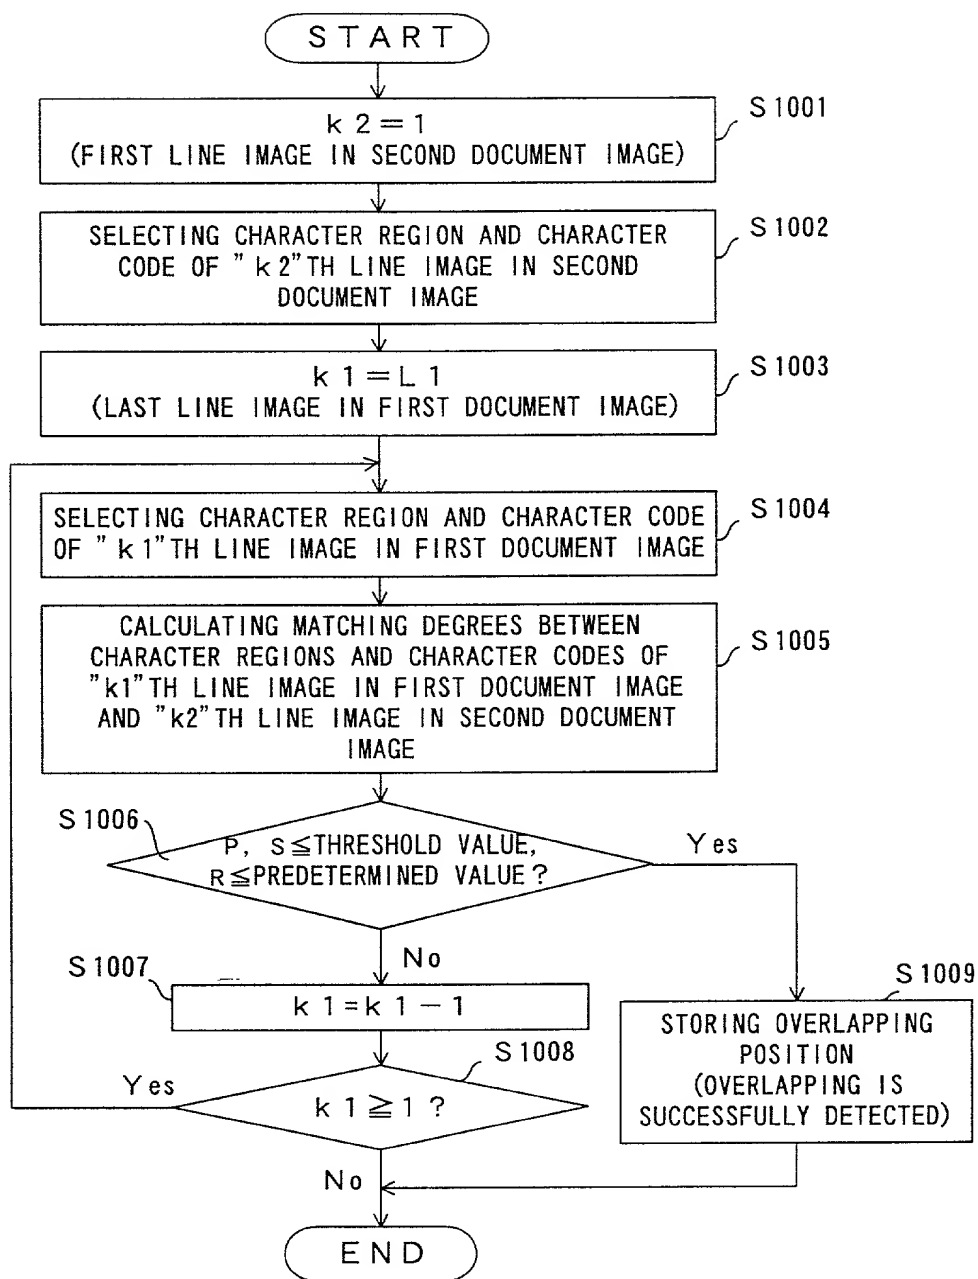 START
S1001
k2=1
(FIRST LINE IMAGE IN SECOND DOCUMENT IMAGE)
S1002
SELECTING CHARACTER REGION AND CHARACTER
CODE OF "k2"TH LINE IMAGE IN SECOND
DOCUMENT IMAGE
S1003
k1=L1
(LAST LINE IMAGE IN FIRST DOCUMENT IMAGE)
S1004
SELECTING CHARACTER REGION AND CHARACTER CODE
OF "k1"TH LINE IMAGE IN FIRST DOCUMENT IMAGE
S1005
CALCULATING MATCHING DEGREES BETWEEN
CHARACTER REGIONS AND CHARACTER CODES OF
"k1"TH LINE IMAGE IN FIRST DOCUMENT IMAGE
AND "k2"TH LINE IMAGE IN SECOND DOCUMENT
IMAGE
S1006
P, S≦THRESHOLD VALUE,
R≦PREDETERMINED VALUE?
Yes
No
S1007
k1=k1-1
S1009
STORING OVERLAPPING
POSITION
(OVERLAPPING IS
SUCCESSFULLY DETECTED)
S1008
Yes
k1≧1?
No
END